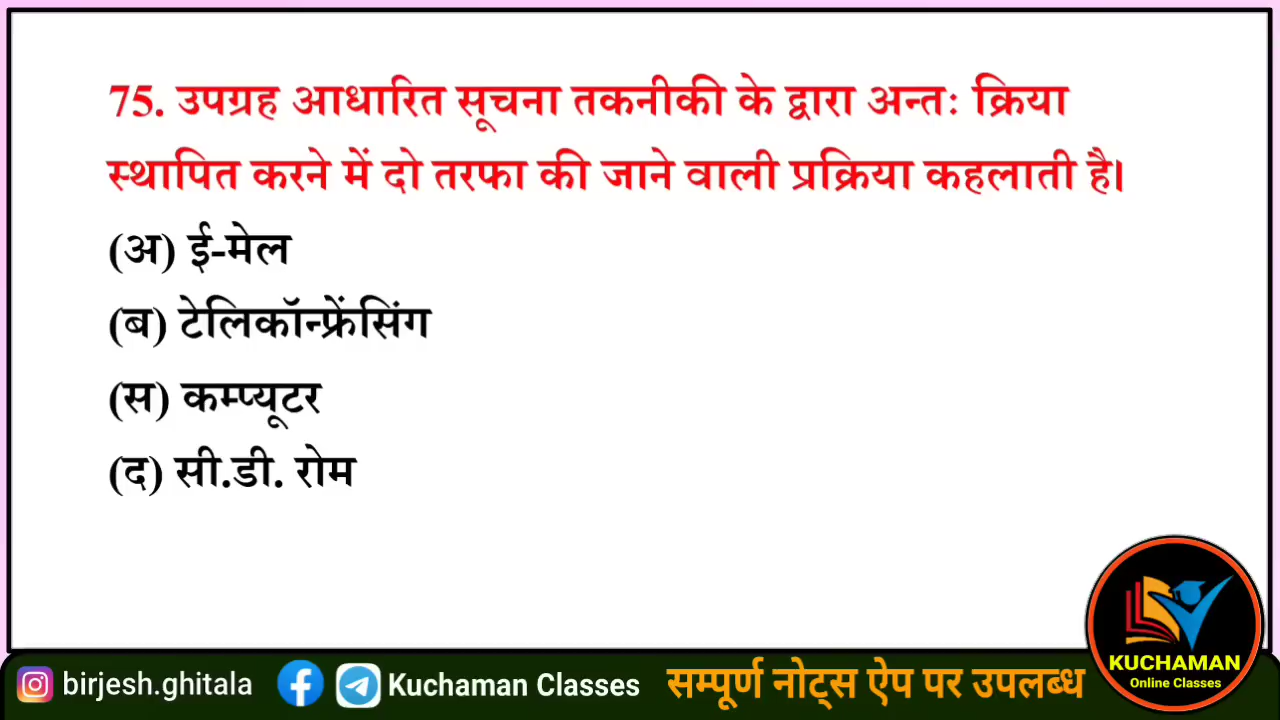 75. उपग्रह आधारित सूचना तकनीकी के द्वारा अन्तः क्रिया
स्थापित करने में दो तरफा की जाने वाली प्रक्रिया कहलाती है।
(अ) ई-मेल
(ब) टेलिकॉन्फ्रेंसिंग
(स) कम्प्यूटर
(द) सी.डी. रोम
KUCHAMAN
Online Classes
birjesh.ghitala Kuchaman Classes सम्पूर्ण नोट्स ऐप पर उपलब्ध